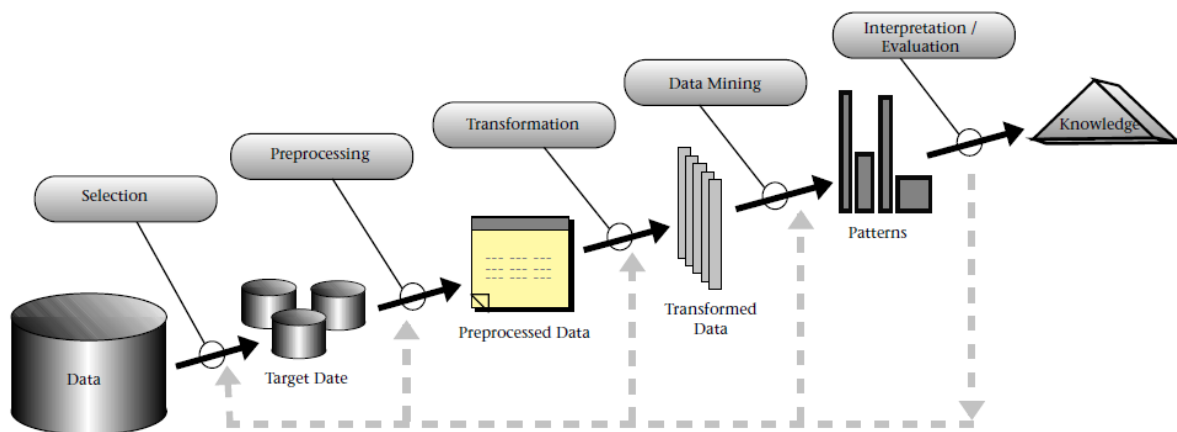 Interpretation /
Evaluation
Data Mining
Transformation
Preprocessing
Selection
Knowledge
Patterns
Transformed
Data
Preprocessed Data
Target Date
Data